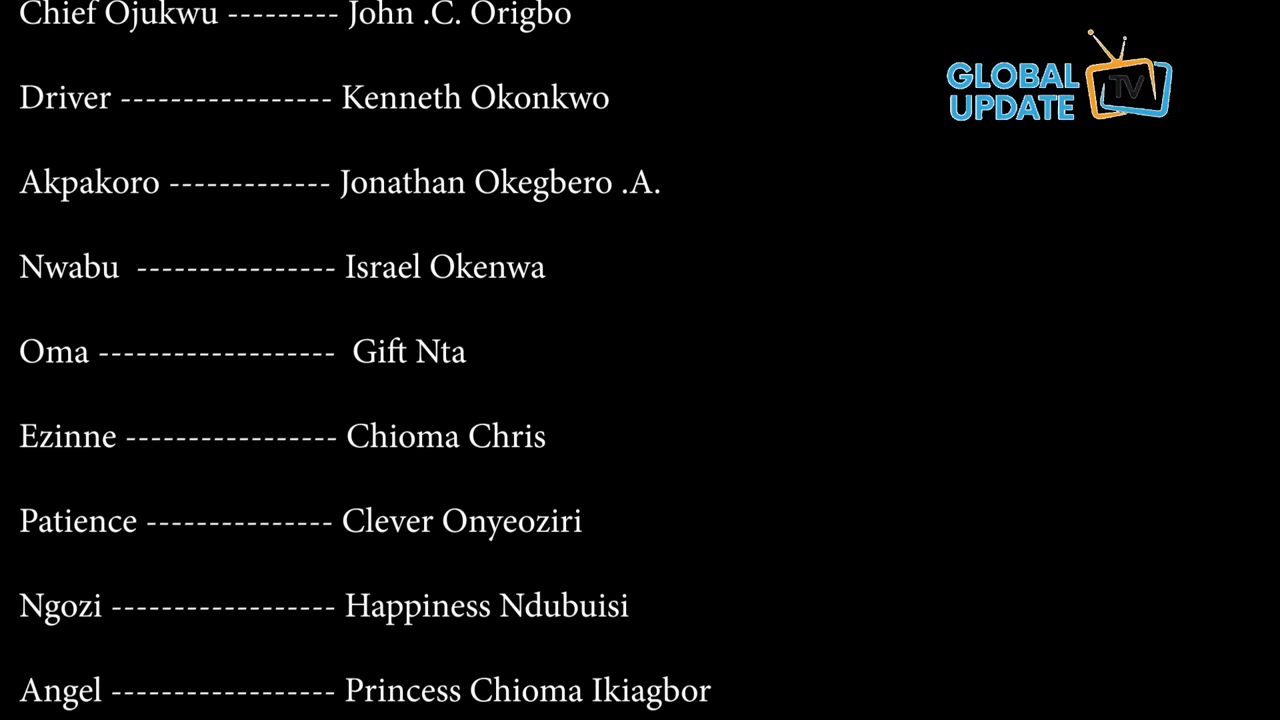 Chief Ojukwu --------- John .C. Origbo
GLOBAL
UPDATE
TV
Driver ----------------- Kenneth Okonkwo
Akpakoro ------------- Jonathan Okegbero .A.
Nwabu  ---------------- Israel Okenwa
Oma -------------------  Gift Nta
Ezinne ----------------- Chioma Chris
Patience --------------- Clever Onyeoziri
Ngozi ------------------ Happiness Ndubuisi
Angel ------------------ Princess Chioma Ikiagbor